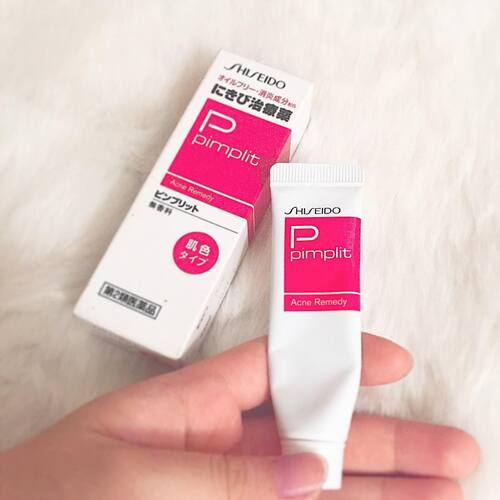 SHISEIDO
オイルフリー・消炎成分配合
にきび治療薬
P
pimplit
Acne Remedy
ピンプリット
無香料
肌色
タイプ
第2類医薬品
SHISEIDO
P
pimplit
Acne Remedy